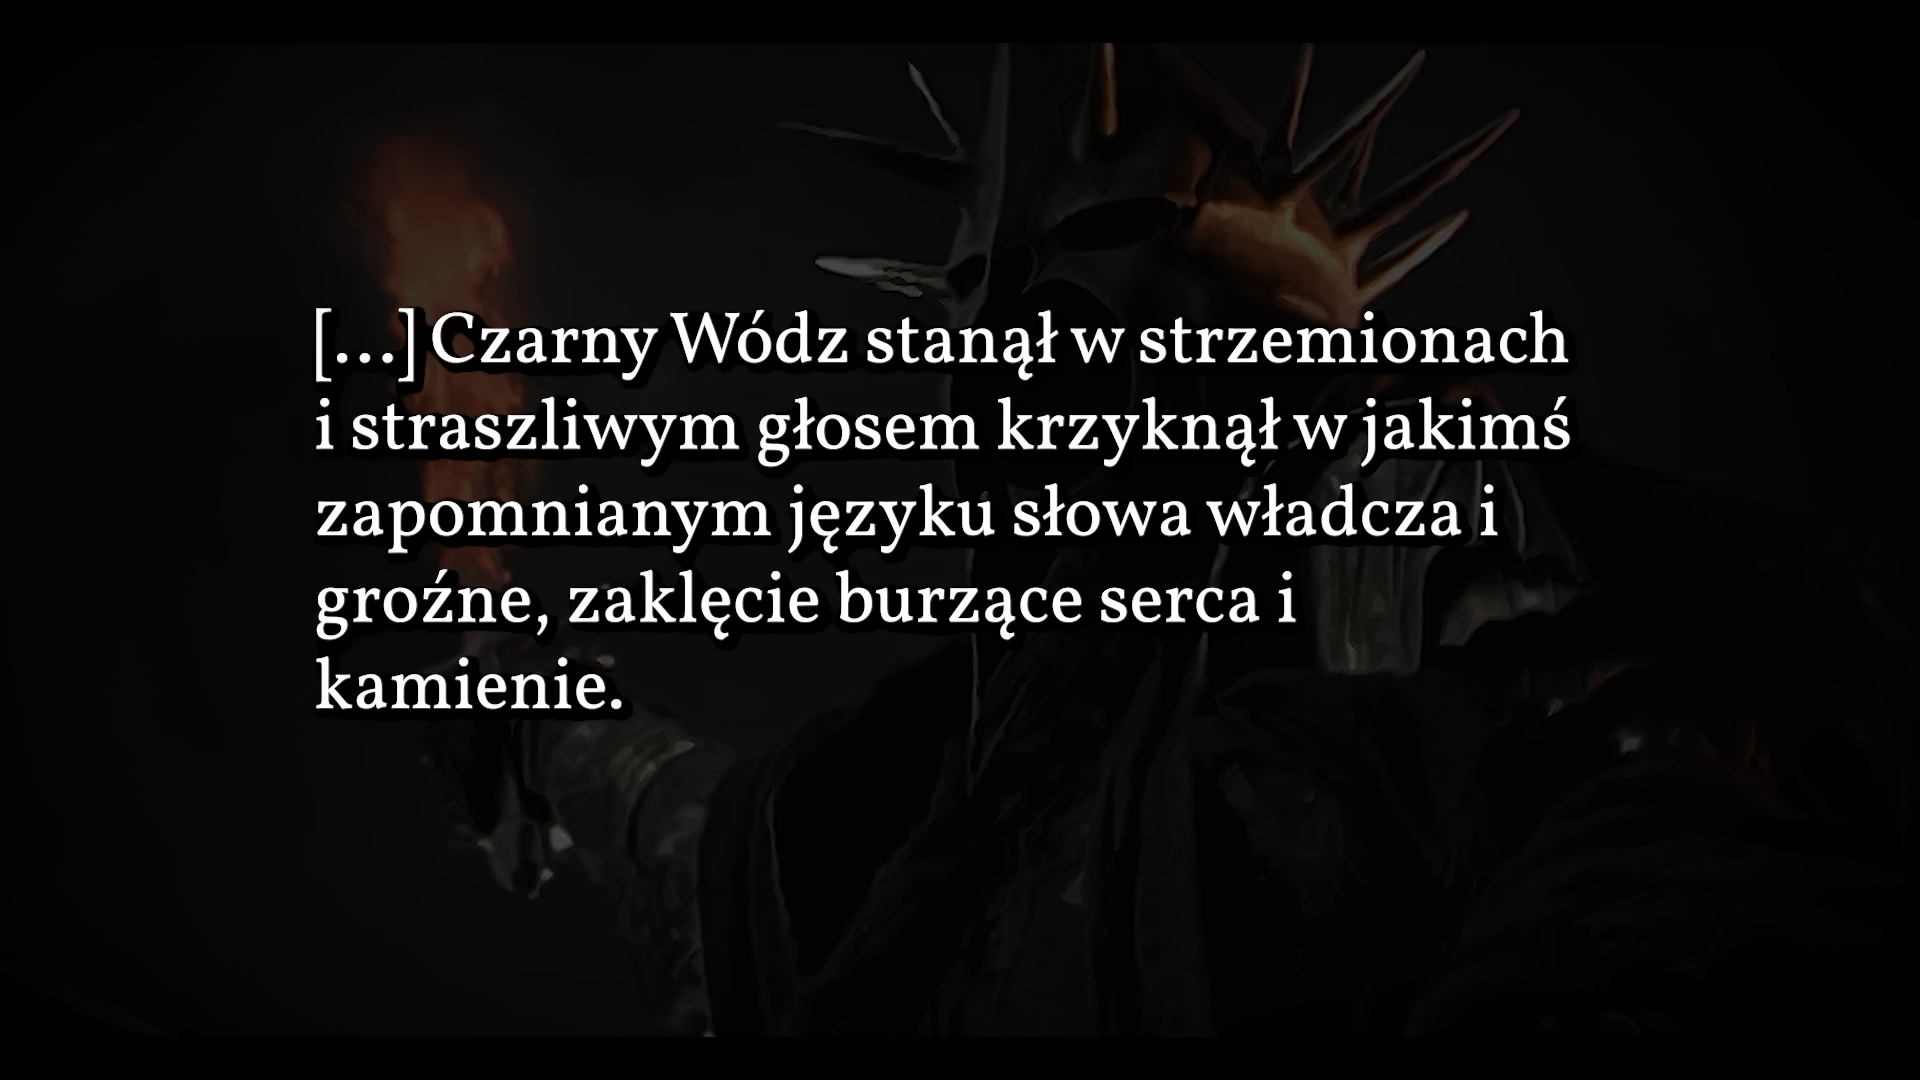 […] Czarny Wódz stanął w strzemionach
i straszliwym głosem krzyknął w jakimś
zapomnianym języku słowa władcza i
groźne, zaklęcie burzące serca i
kamienie.